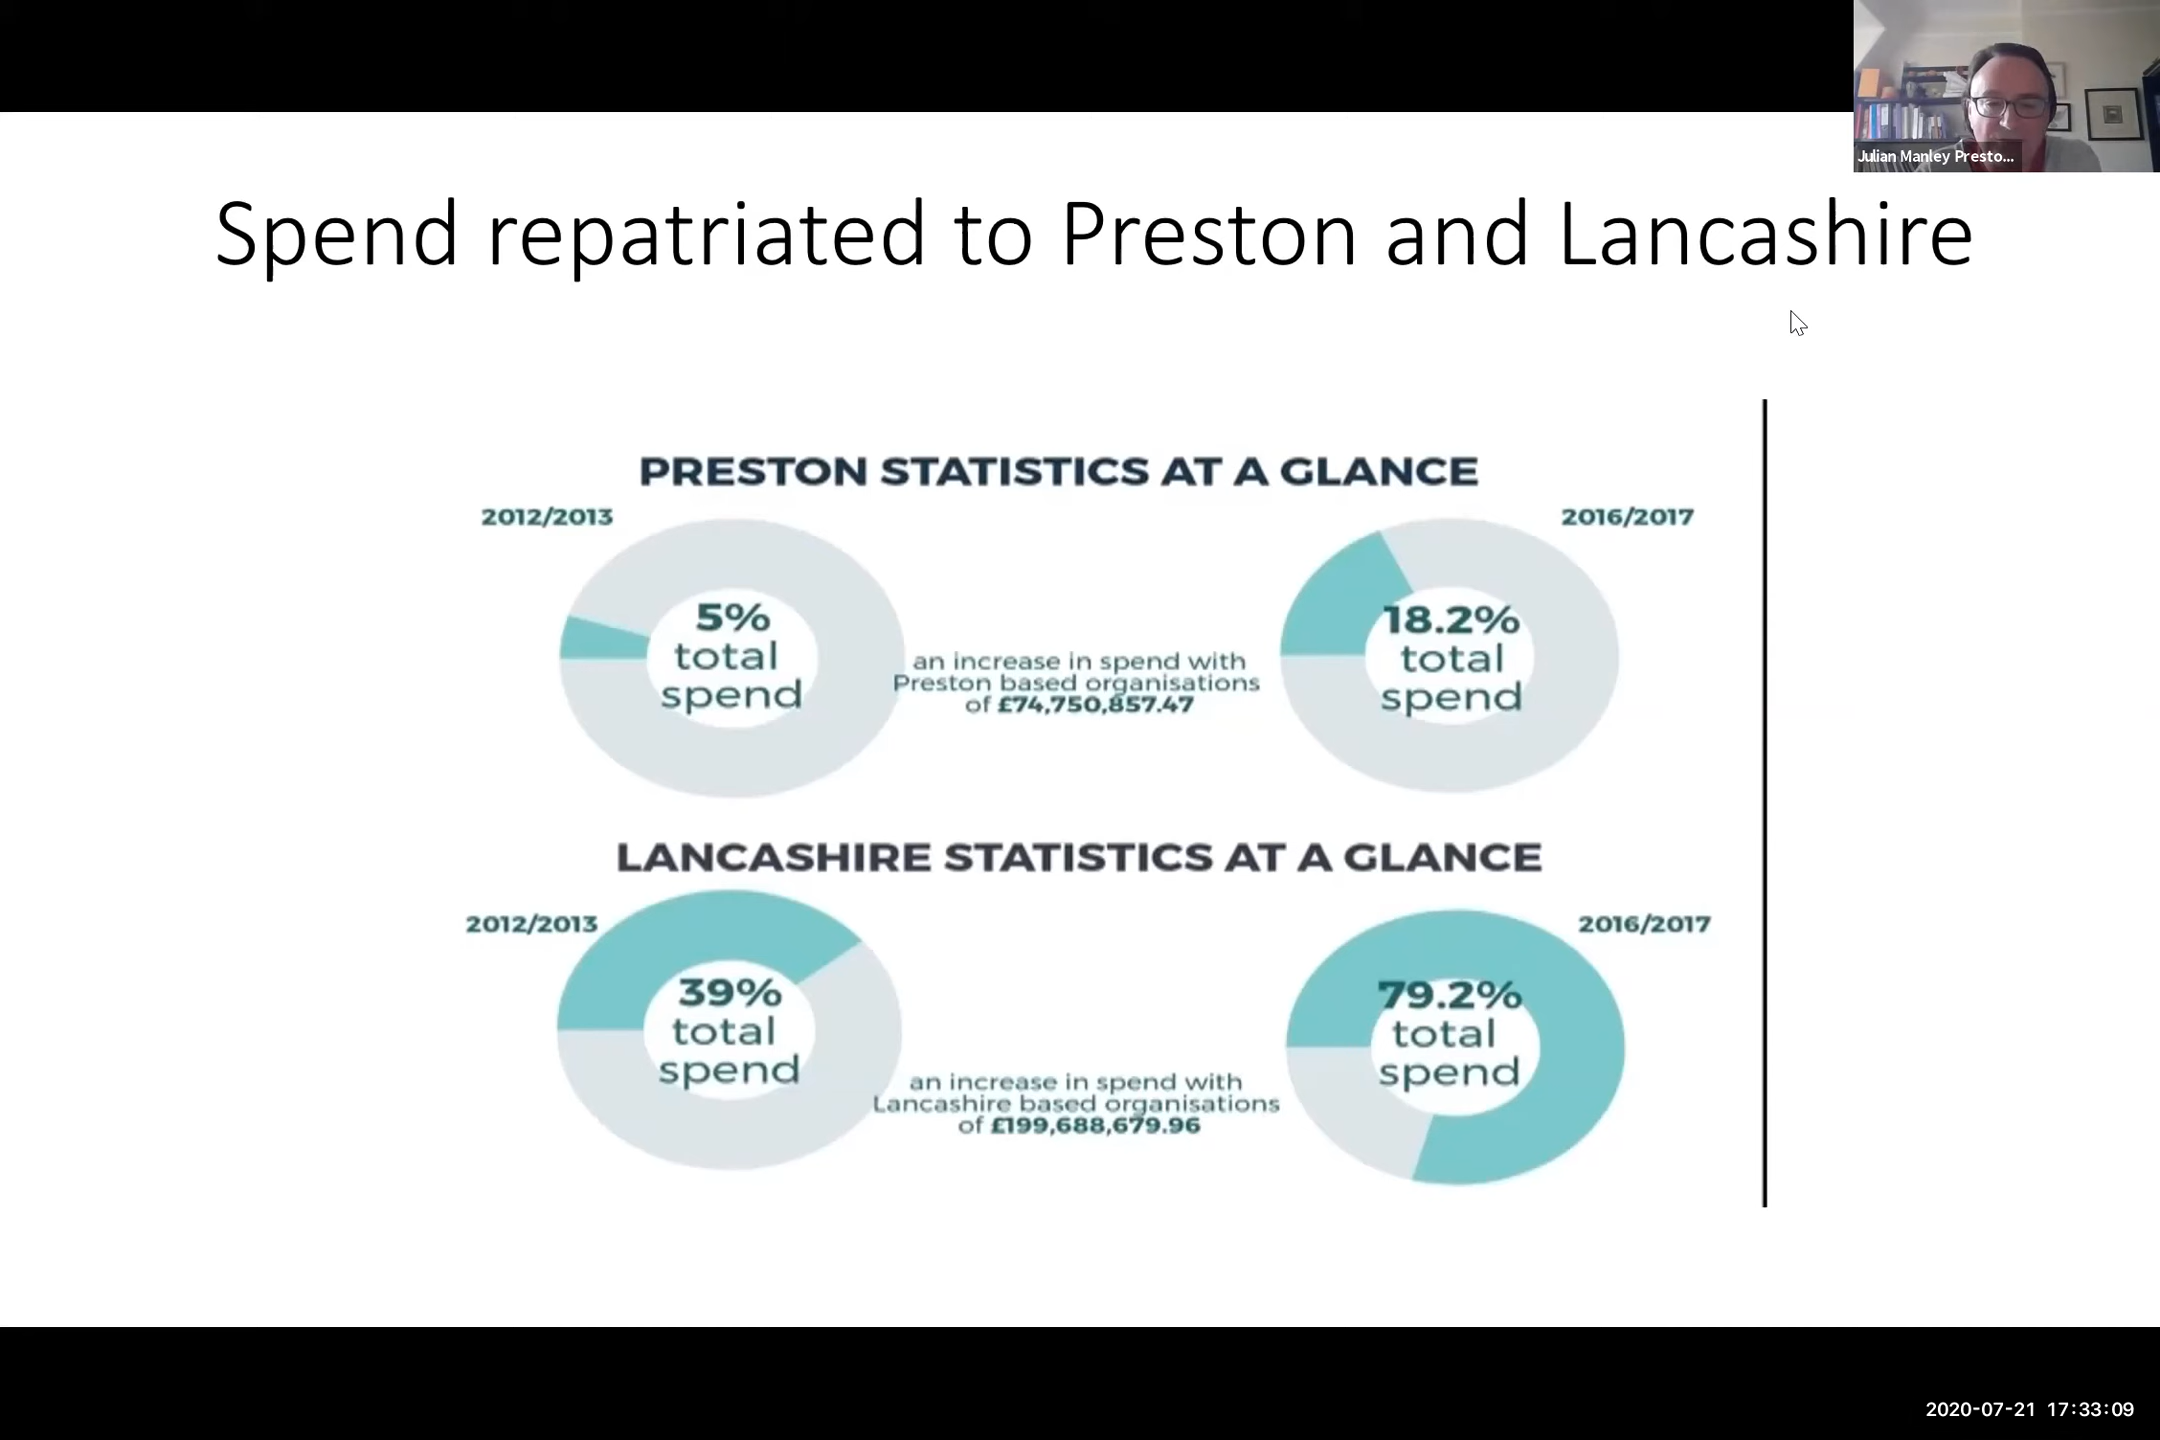 Julian Manley Presto...
Spend repatriated to Preston and Lancashire
PRESTON STATISTICS AT A GLANCE
2012/2013
2016/2017
5%
total
spend
an increase in spend with
Preston based organisations
of £74,750,857.47
18.2%
total
spend
LANCASHIRE STATISTICS AT A GLANCE
2012/2013
2016/2017
39%
total
spend
an increase in spend with
Lancashire based organisations
of £199,688,679.96
79.2%
total
spend
2020-07-21 17:33:09